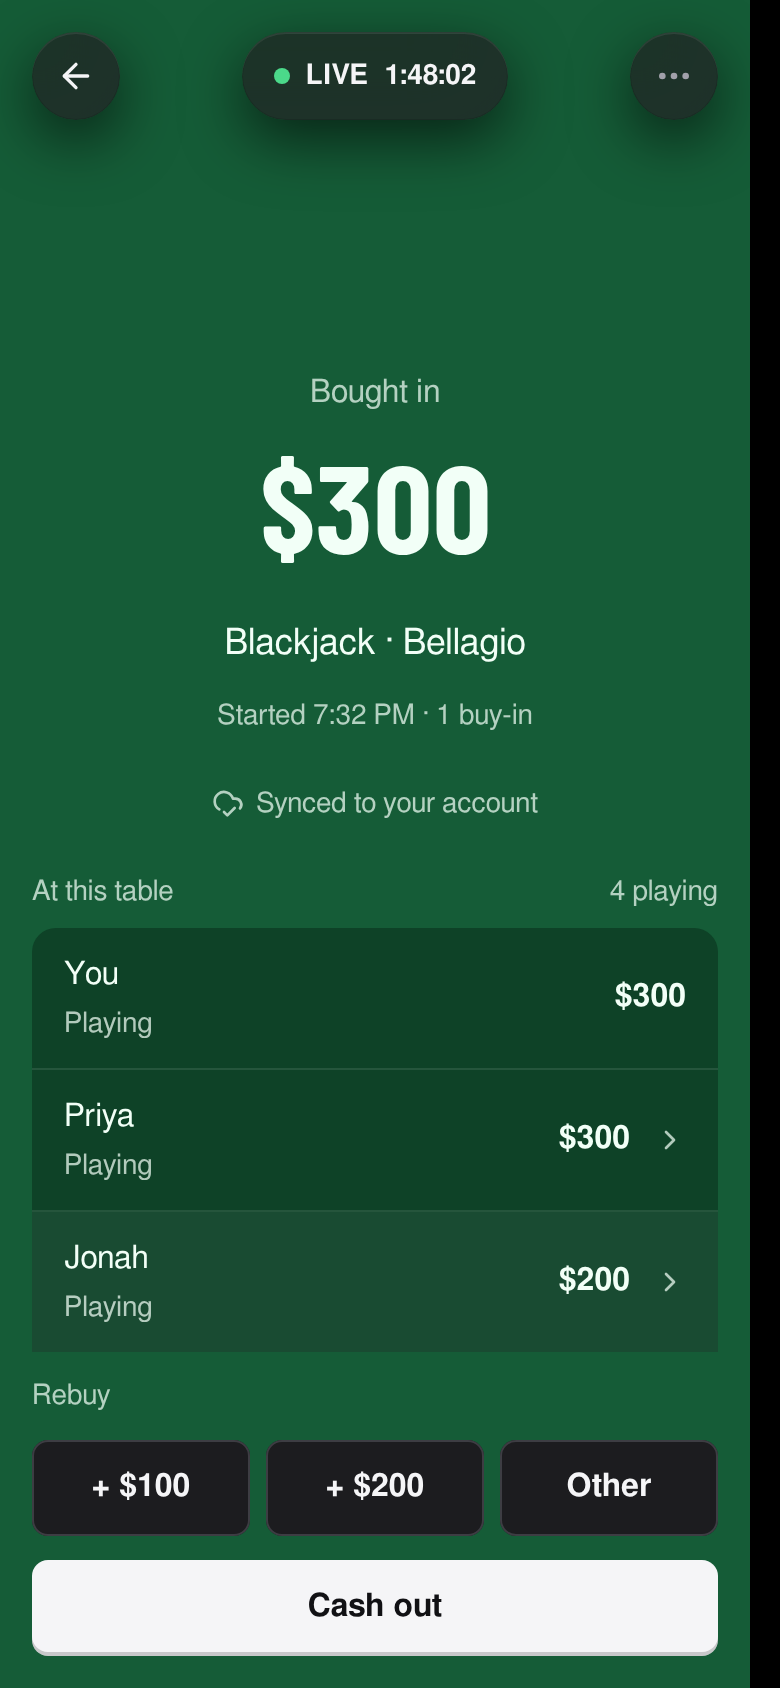 LIVE 1:48:02
Bought in
$300
Blackjack · Bellagio
Started 7:32 PM · 1 buy-in
Synced to your account
At this table
4 playing
You
Playing
$300
Priya
Playing
$300
Jonah
Playing
$200
Rebuy
+ $100
+ $200
Other
Cash out